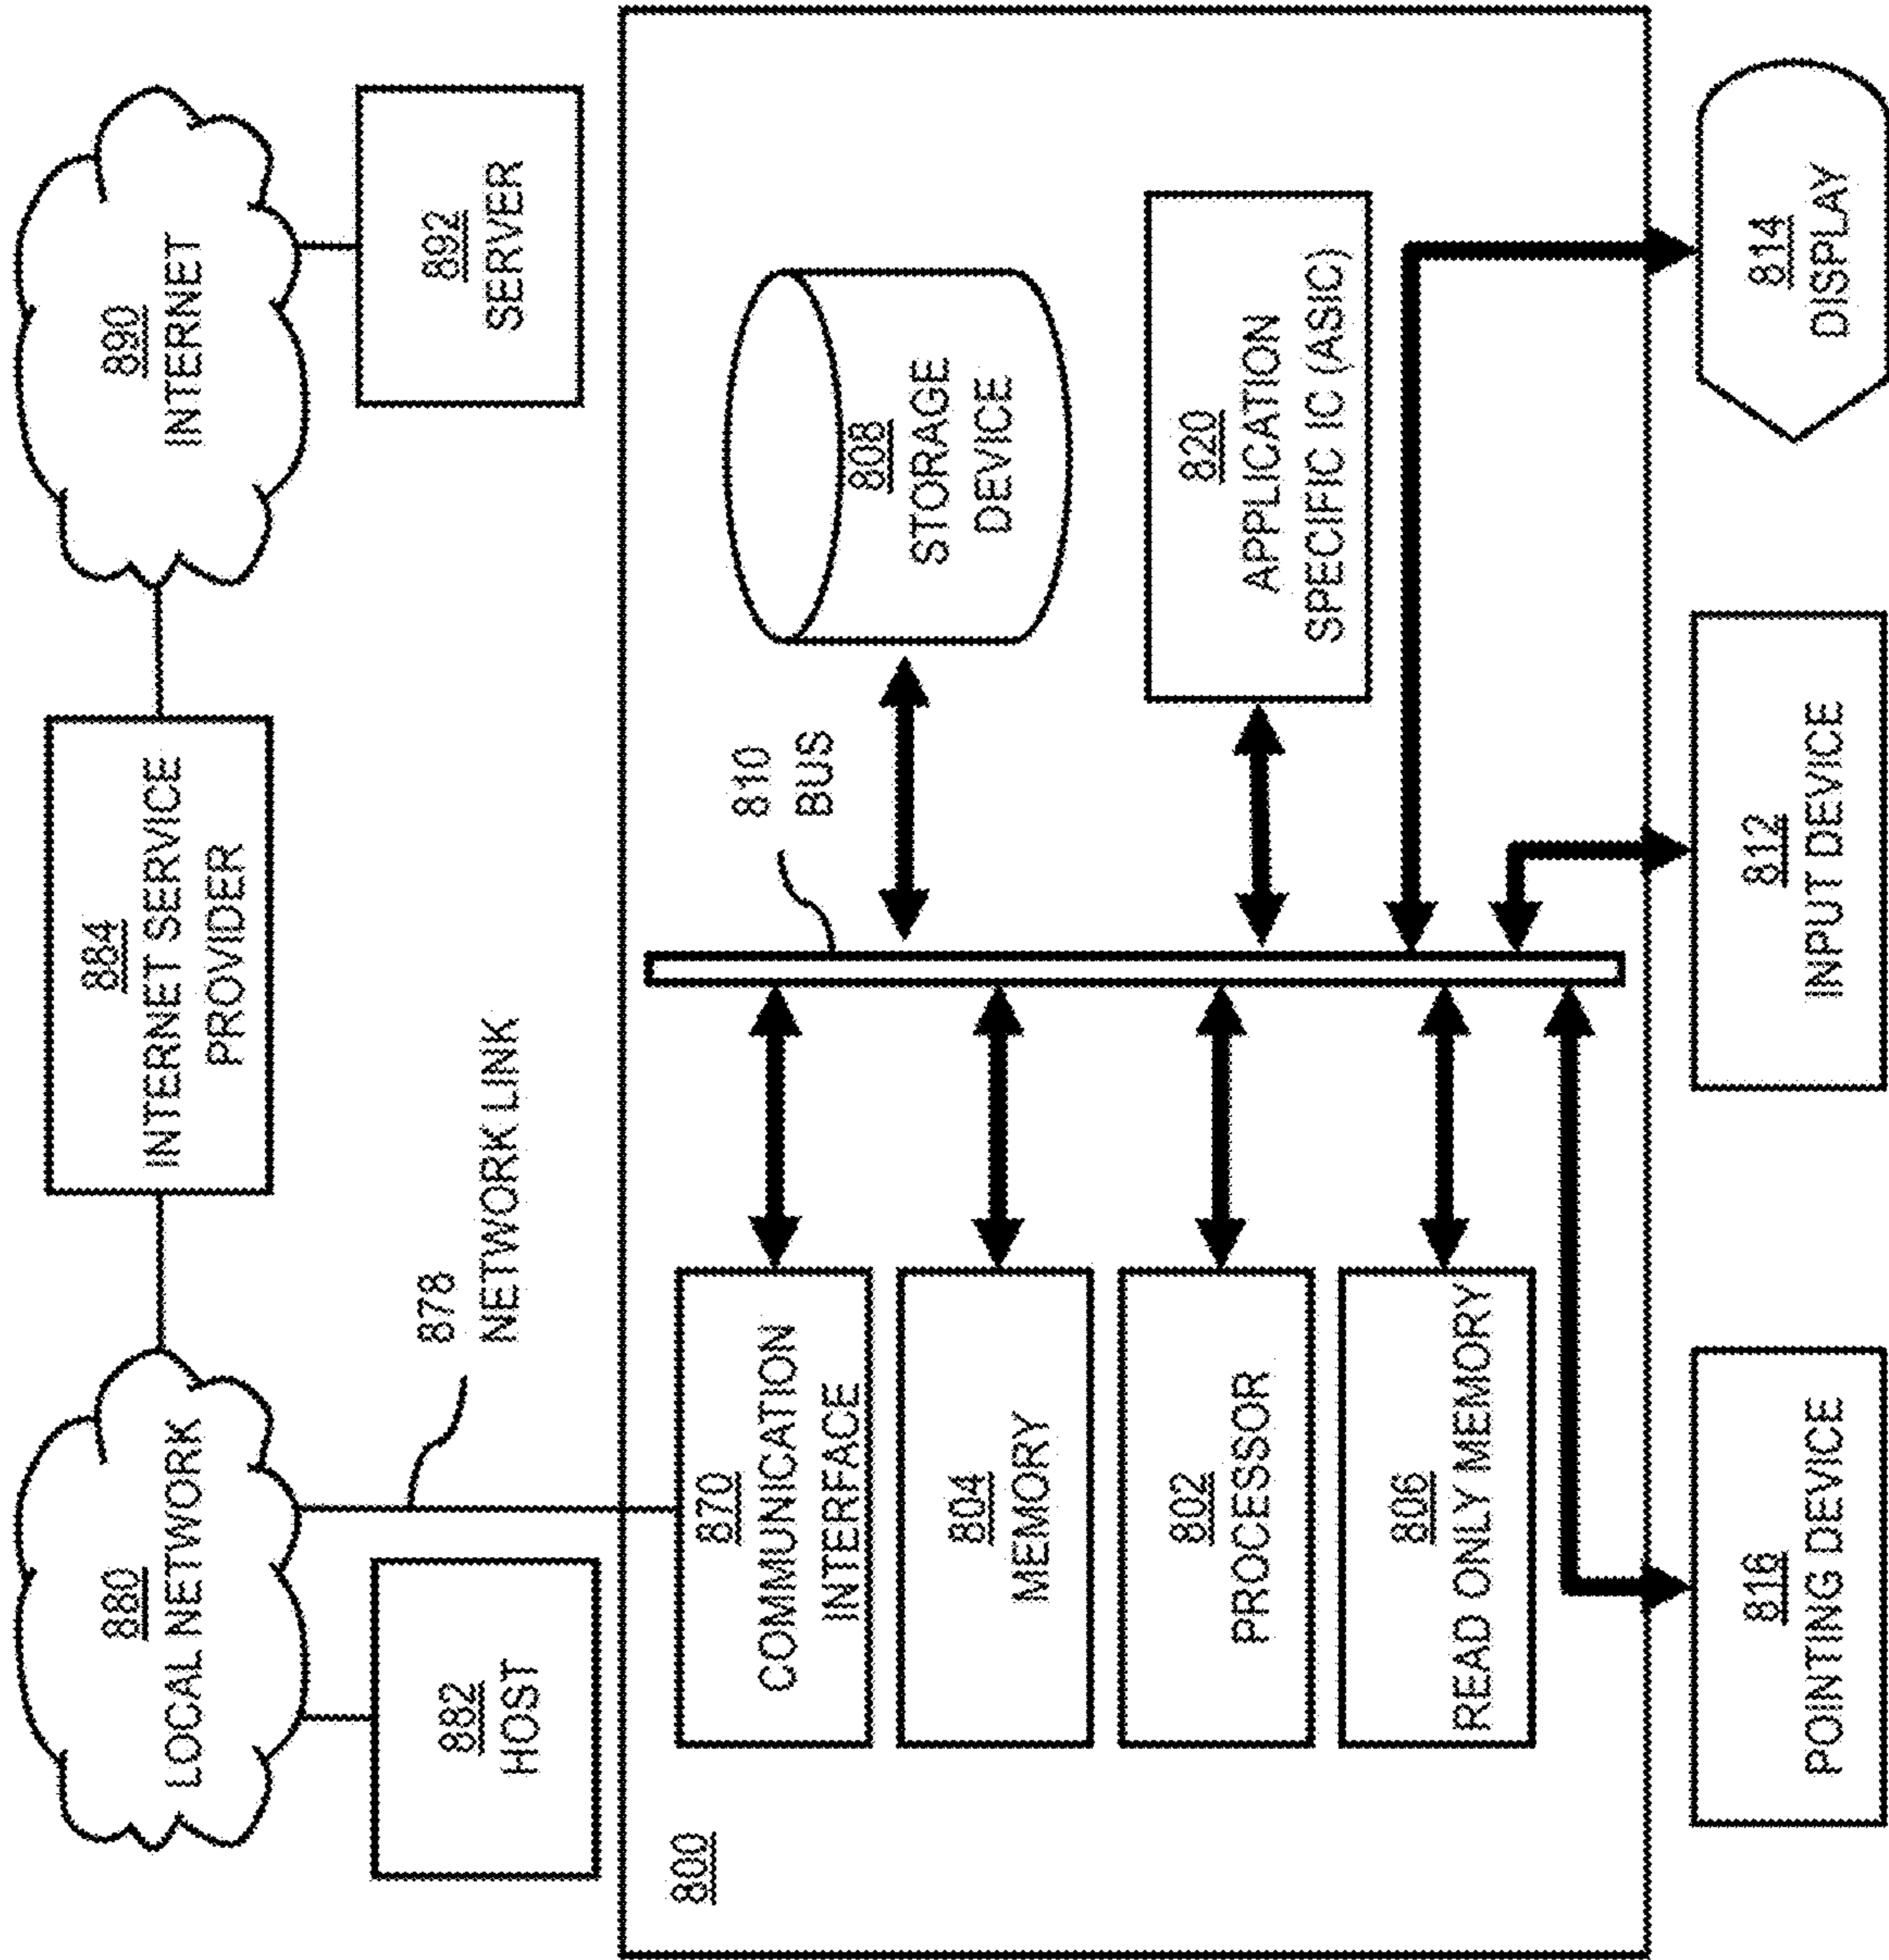 880
LOCAL NETWORK
884
INTERNET SERVICE
PROVIDER
890
INTERNET
882
HOST
878
NETWORK LINK
892
SERVER
800
870
COMMUNICATION
INTERFACE
810
BUS
808
STORAGE
DEVICE
804
MEMORY
802
PROCESSOR
820
APPLICATION
SPECIFIC IC (ASIC)
806
READ ONLY MEMORY
816
POINTING DEVICE
812
INPUT DEVICE
814
DISPLAY